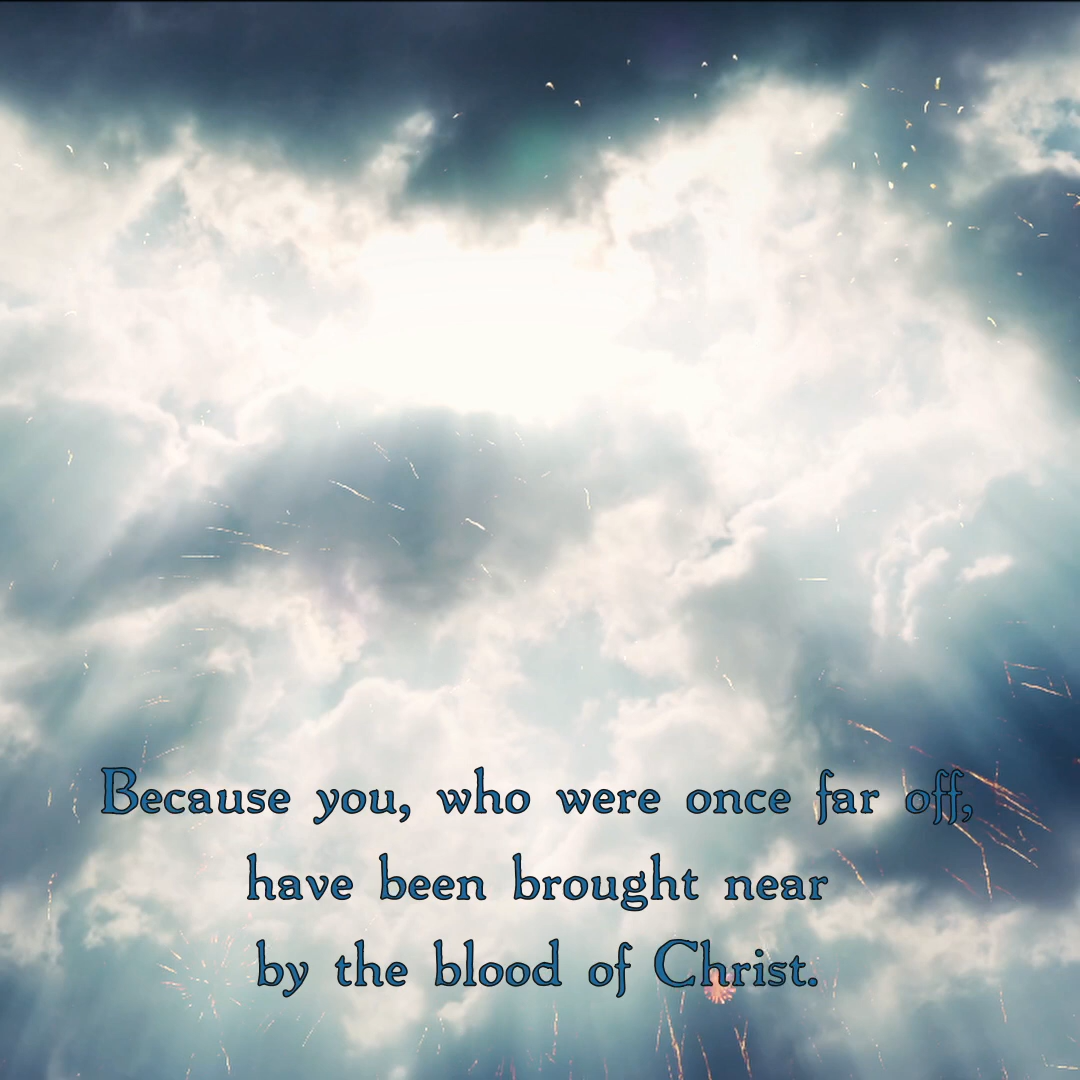 Because you, who were once far off,
have been brought near
by the blood of Christ.